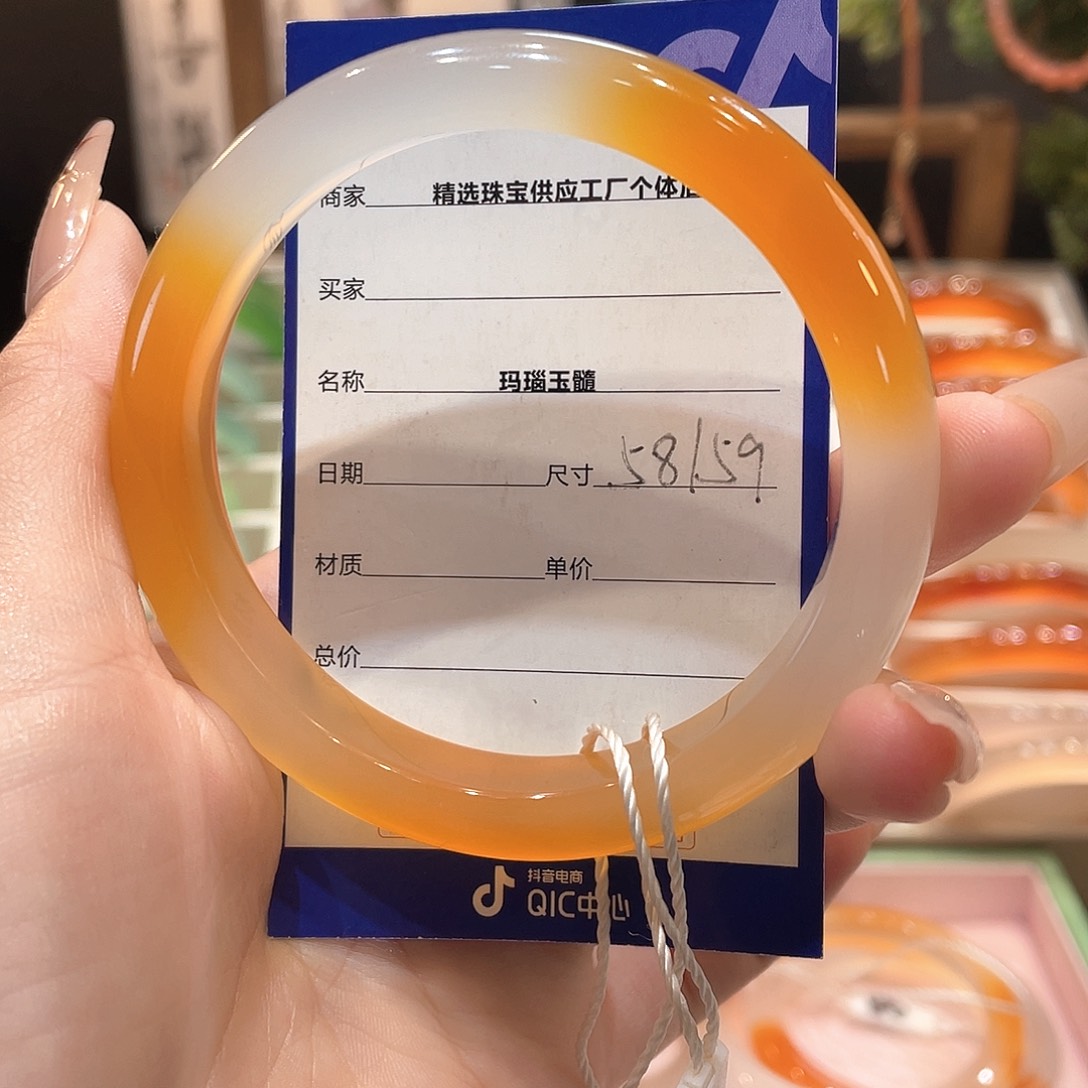 商家 精选珠宝供应工厂个体
买家
名称 玛瑙玉髓
日期 尺寸 58/59
材质 单价
总价
抖音电商
QIC中心